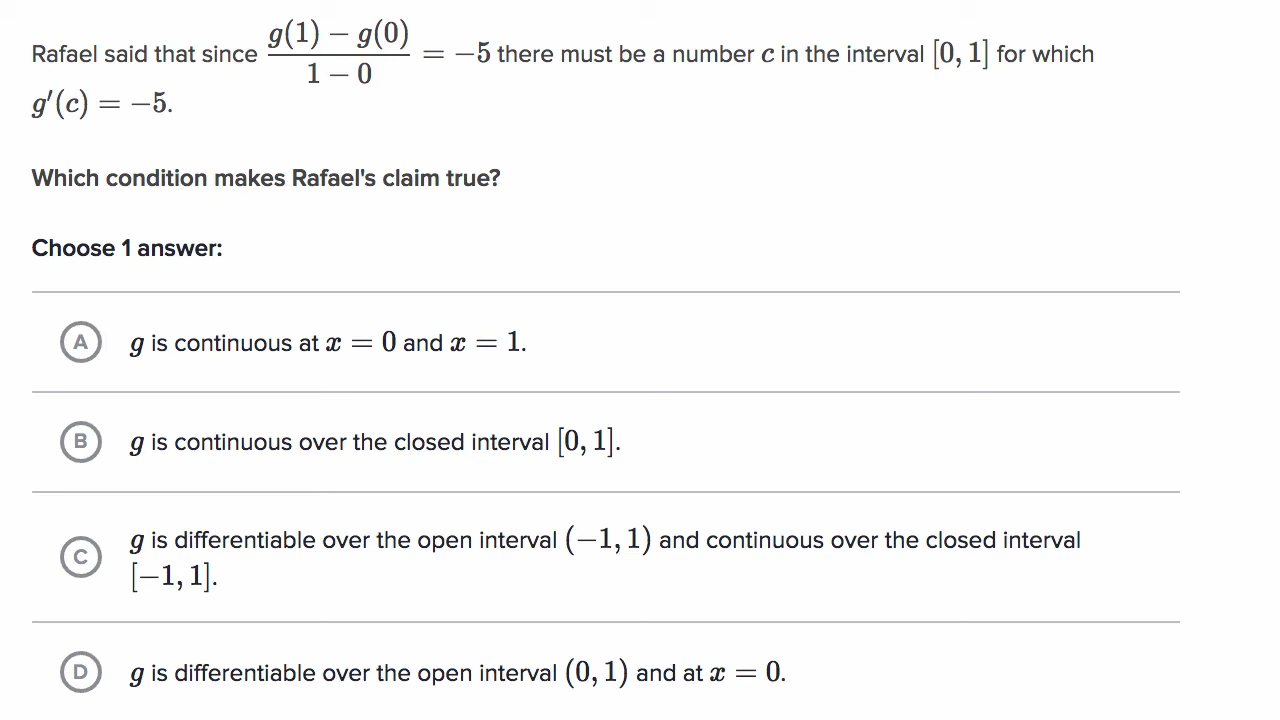 Rafael said that since \frac{g(1) − g(0)}{1 − 0} = −5 there must be a number c in the interval [0, 1] for which
g′(c) = −5.
Which condition makes Rafael's claim true?
Choose 1 answer:
A g is continuous at x = 0 and x = 1.
B g is continuous over the closed interval [0, 1].
C g is differentiable over the open interval (−1, 1) and continuous over the closed interval
[−1, 1].
D g is differentiable over the open interval (0, 1) and at x = 0.